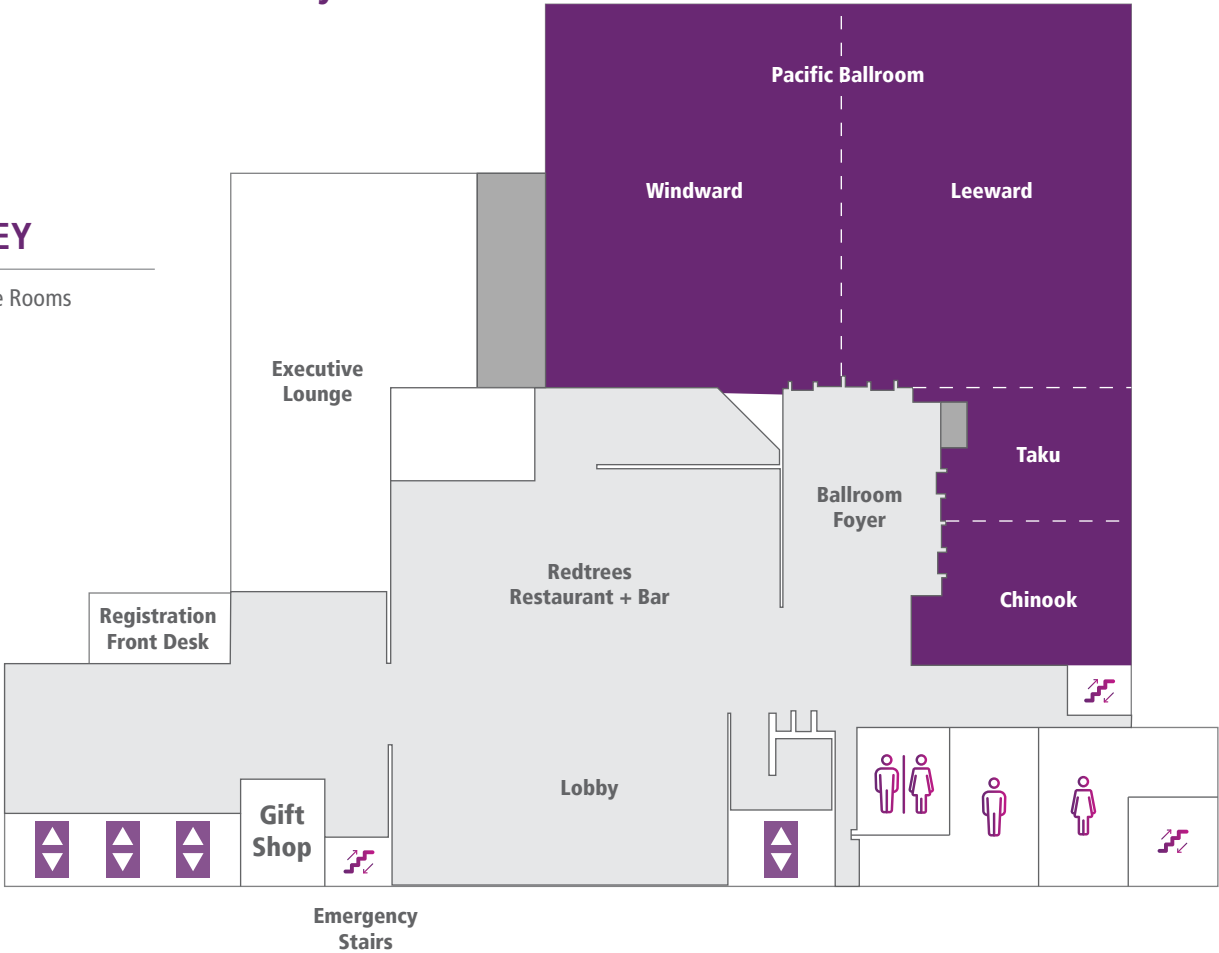 Pacific Ballroom
Windward
Leeward
EY
Rooms
Executive
Lounge
Taku
Ballroom
Foyer
Redtrees
Restaurant + Bar
Chinook
Registration
Front Desk
Lobby
Gift
Shop
Emergency
Stairs